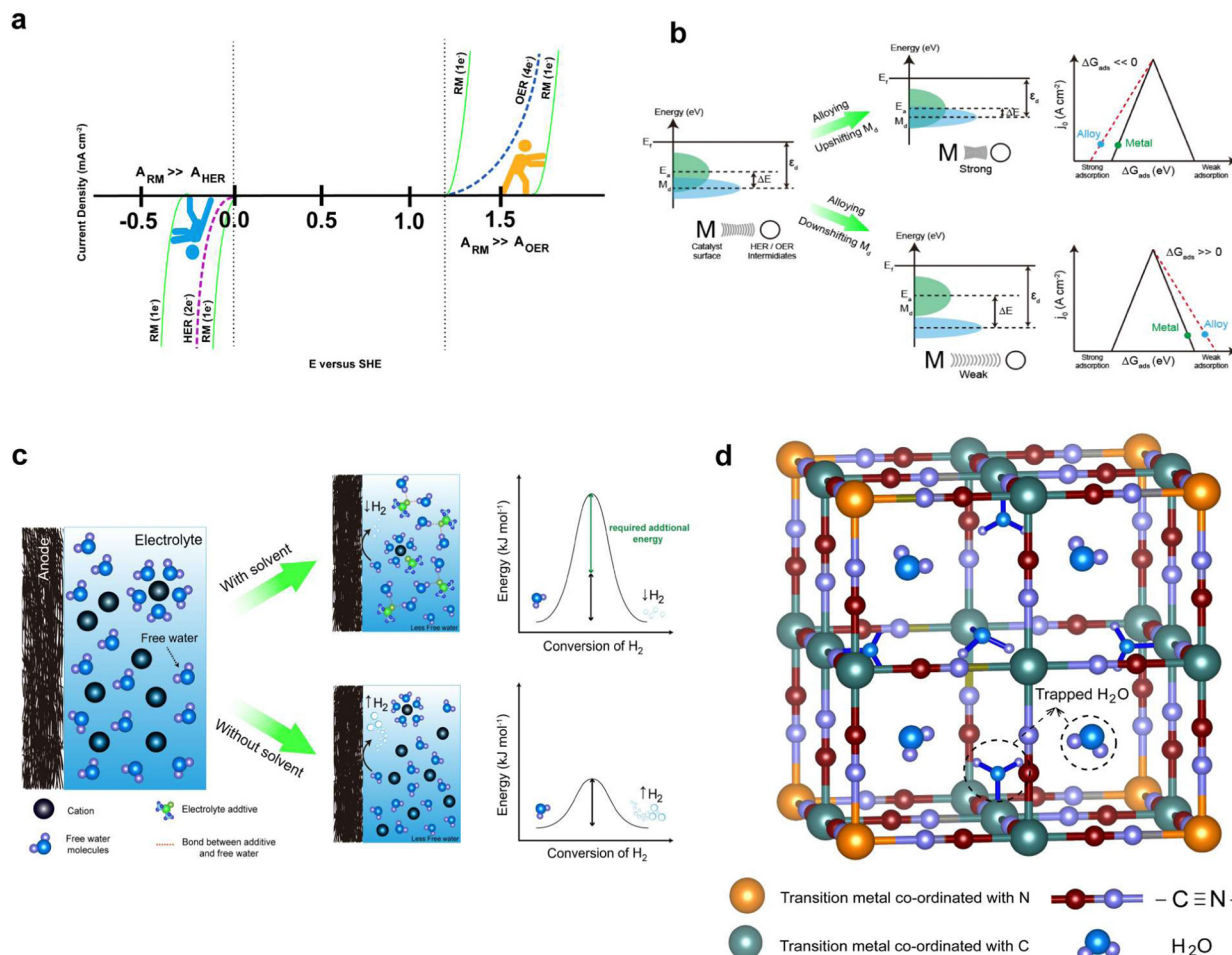 a
Current Density (mA cm⁻²)
RM (1e⁻)
OER (4e⁻)
RM (1e⁻)
A_RM >> A_HER
-0.5
0.0
0.5
1.0
1.5
A_RM >> A_OER
RM (1e⁻)
HER (2e⁻)
RM (1e⁻)
E versus SHE
b
Energy (eV)
E_f
E_a
M_d
ΔE
ε_d
M
Catalyst
surface
HER / OER
Intermidiates
Alloying
Upshifting M_d
Energy (eV)
E_f
E_a
M_d
ΔE
ε_d
M
Strong
j₀ (A cm⁻²)
ΔG_ads << 0
Alloy
Metal
Strong
adsorption
ΔG_ads (eV)
Weak
adsorption
Alloying
Downshifting M_d
Energy (eV)
E_f
E_a
M_d
ΔE
ε_d
M
Weak
j₀ (A cm⁻²)
ΔG_ads >> 0
Metal
Alloy
Strong
adsorption
ΔG_ads (eV)
Weak
adsorption
c
Anode
Electrolyte
Free water
With solvent
↓H₂
Less Free water
Energy (kJ mol⁻¹)
required addtional
energy
↓H₂
Conversion of H₂
Without solvent
↑H₂
Less Free water
Energy (kJ mol⁻¹)
↑H₂
Conversion of H₂
Cation
Electrolyte addtive
Free water
molecules
Bond between additive
and free water
d
Trapped H₂O
Transition metal co-ordinated with N
–C≡N–
Transition metal co-ordinated with C
H₂O